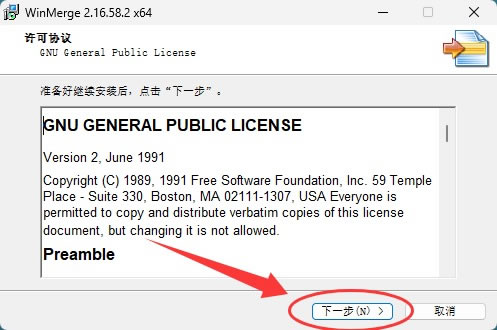 WinMerge 2.16.58.2 x64
许可协议
GNU General Public License
准备好继续安装后，点击“下一步”。
GNU GENERAL PUBLIC LICENSE
Version 2, June 1991
Copyright (C) 1989, 1991 Free Software Foundation, Inc. 59 Temple
Place - Suite 330, Boston, MA 02111-1307, USA Everyone is
permitted to copy and distribute verbatim copies of this license
document, but changing it is not allowed.
Preamble
下一步(N) >
取消